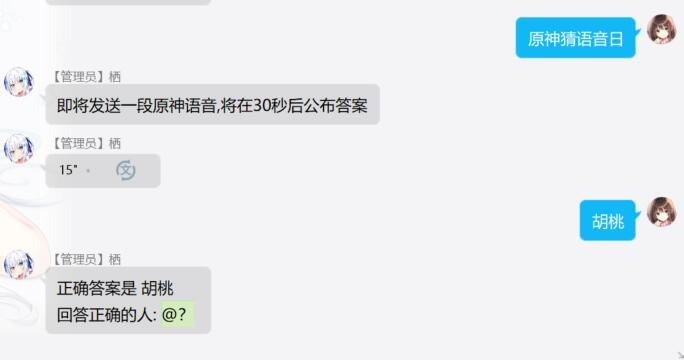 原神猜语音日
【管理员】栖
即将发送一段原神语音,将在30秒后公布答案
【管理员】栖
15" 文
胡桃
【管理员】栖
正确答案是 胡桃
回答正确的人: @?